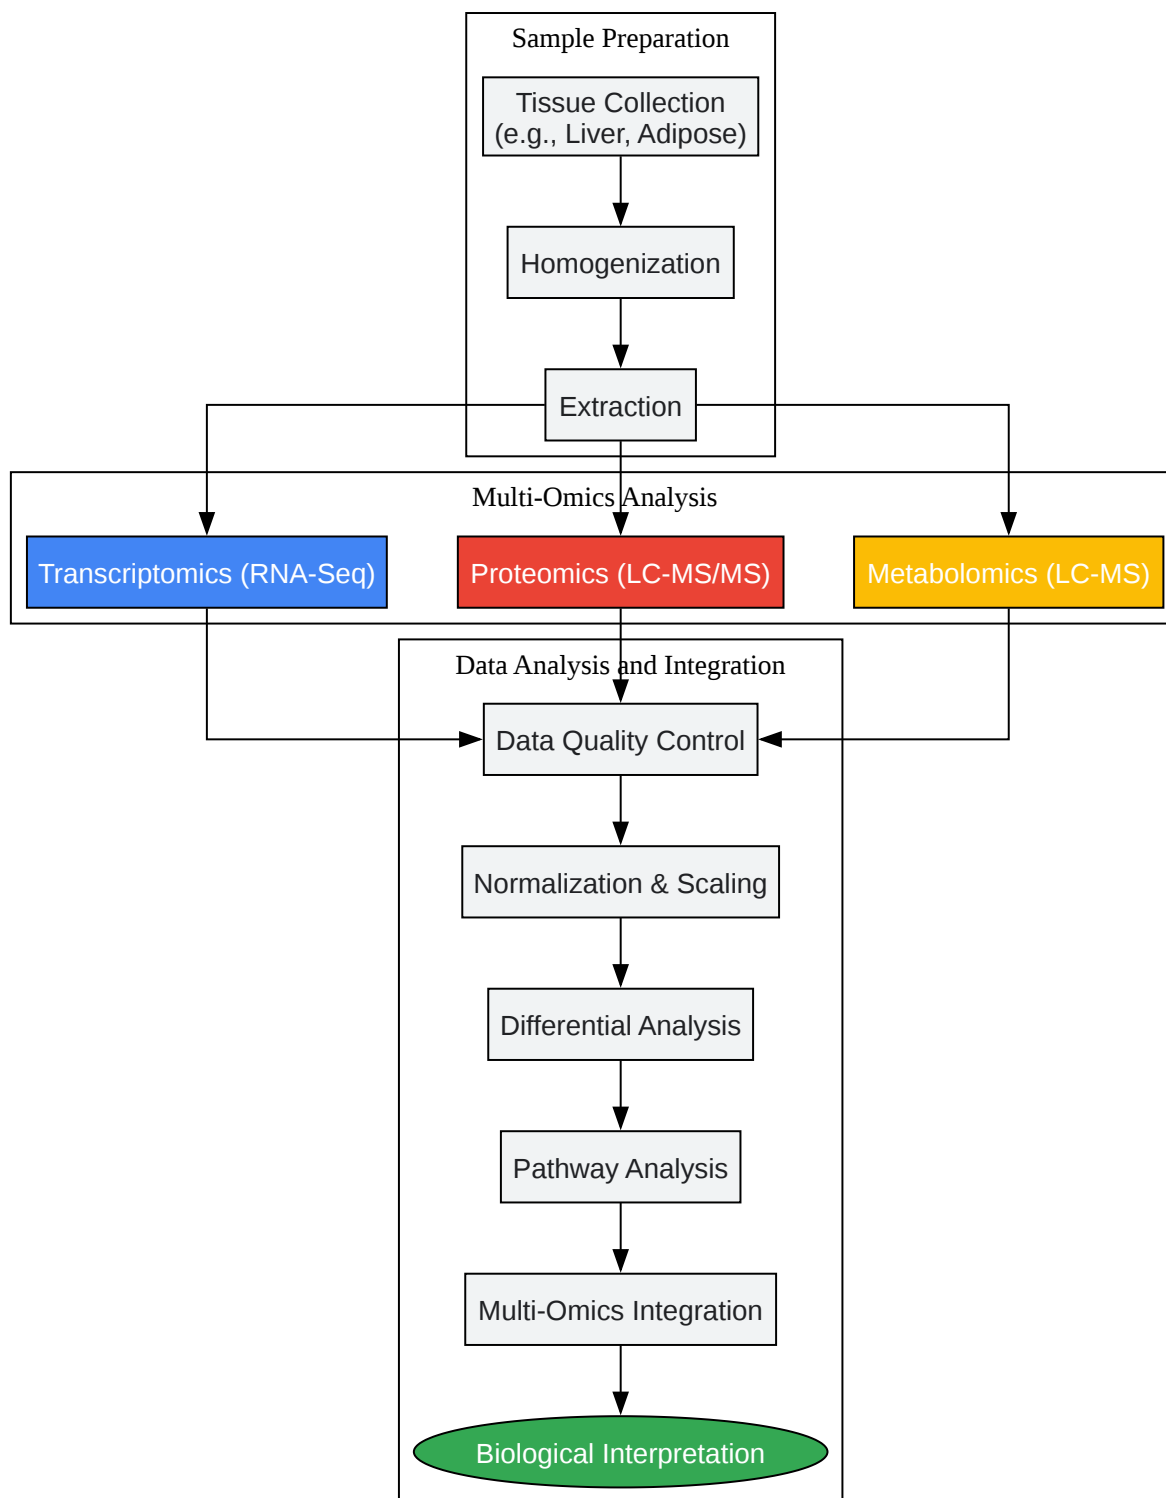 Sample Preparation
Tissue Collection
(e.g., Liver, Adipose)
Homogenization
Extraction
Multi-Omics Analysis
Transcriptomics (RNA-Seq)
Proteomics (LC-MS/MS)
Metabolomics (LC-MS)
Data Analysis and Integration
Data Quality Control
Normalization & Scaling
Differential Analysis
Pathway Analysis
Multi-Omics Integration
Biological Interpretation